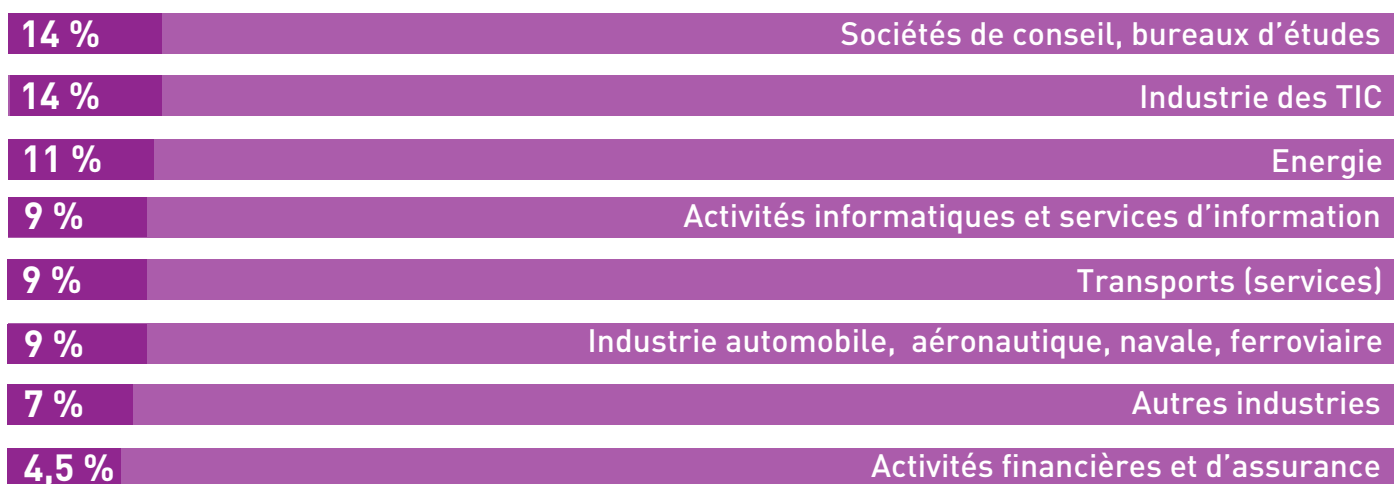 14 % Sociétés de conseil, bureaux d'études
14 % Industrie des TIC
11 % Energie
9 % Activités informatiques et services d'information
9 % Transports (services)
9 % Industrie automobile, aéronautique, navale, ferroviaire
7 % Autres industries
4,5 % Activités financières et d'assurance